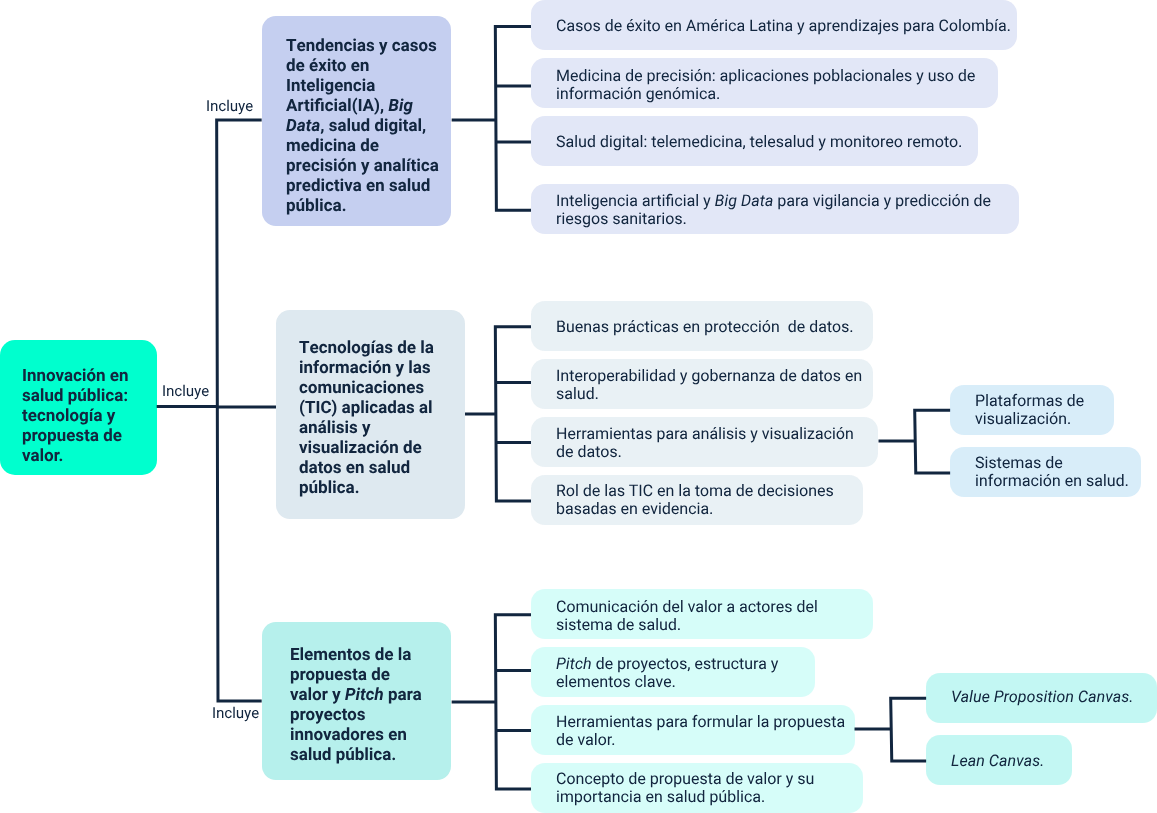 Innovación en
salud pública:
tecnología y
propuesta de
valor.
Incluye
Incluye
Tendencias y casos
de éxito en
Inteligencia
Artificial(IA), Big
Data, salud digital,
medicina de
precisión y analítica
predictiva en salud
pública.
Casos de éxito en América Latina y aprendizajes para Colombía.
Medicina de precisión: aplicaciones poblacionales y uso de
información genómica.
Salud digital: telemedicina, telesalud y monitoreo remoto.
Inteligencia artificial y Big Data para vigilancia y predicción de
riesgos sanitarios.
Tecnologías de la
información y las
comunicaciones
(TIC) aplicadas al
análisis y
visualización de
datos en salud
pública.
Buenas prácticas en protección  de datos.
Interoperabilidad y gobernanza de datos en
salud.
Herramientas para análisis y visualización
de datos.
Plataformas de
visualización.
Sistemas de
información en salud.
Rol de las TIC en la toma de decisiones
basadas en evidencia.
Incluye
Elementos de la
propuesta de
valor y Pitch para
proyectos
innovadores en
salud pública.
Comunicación del valor a actores del
sistema de salud.
Pitch de proyectos, estructura y
elementos clave.
Herramientas para formular la propuesta
de valor.
Value Proposition Canvas.
Lean Canvas.
Concepto de propuesta de valor y su
importancia en salud pública.